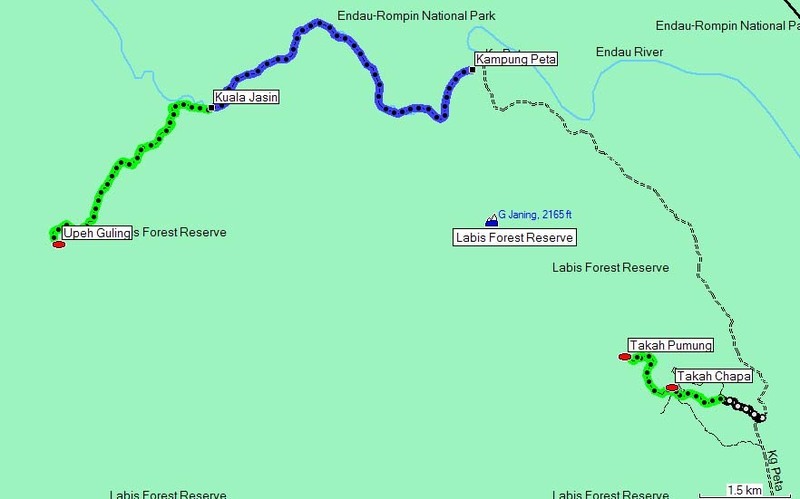 Endau-Rompin National Park
Endau-Rompin National Pa
Endau River
Kampung Peta
Kuala Jasin
G Janing, 2165 ft
Upeh Guling
s Forest Reserve
Labis Forest Reserve
Labis Forest Reserve
Takah Pumung
Takah Chapa
Kg Peta
1.5 km
Labis Forest Reserve
Labis Forest Reserve